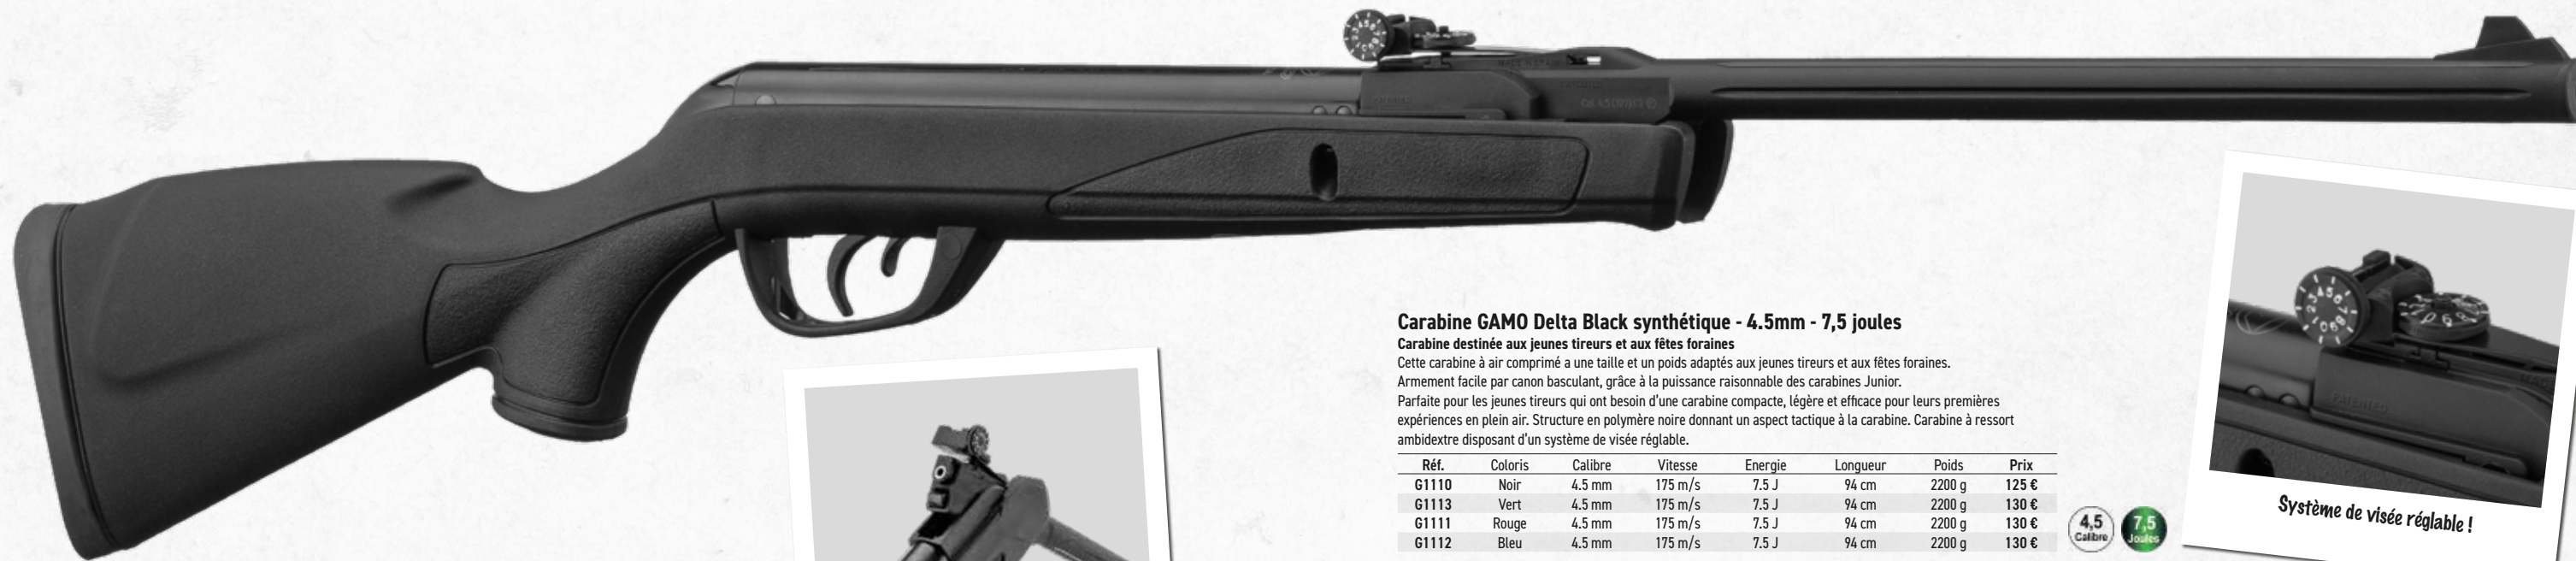 Carabine GAMO Delta Black synthétique - 4.5mm - 7,5 joules
Carabine destinée aux jeunes tireurs et aux fêtes foraines
Cette carabine à air comprimé a une taille et un poids adaptés aux jeunes tireurs et aux fêtes foraines.
Armement facile par canon basculant, grâce à la puissance raisonnable des carabines Junior.
Parfaite pour les jeunes tireurs qui ont besoin d'une carabine compacte, légère et efficace pour leurs premières
expériences en plein air. Structure en polymère noire donnant un aspect tactique à la carabine. Carabine à ressort
ambidextre disposant d'un système de visée réglable.
Réf. Coloris Calibre Vitesse Energie Longueur Poids Prix
G1110 Noir 4.5 mm 175 m/s 7.5 J 94 cm 2200 g 125 €
G1113 Vert 4.5 mm 175 m/s 7.5 J 94 cm 2200 g 130 €
G1111 Rouge 4.5 mm 175 m/s 7.5 J 94 cm 2200 g 130 €
G1112 Bleu 4.5 mm 175 m/s 7.5 J 94 cm 2200 g 130 €
4,5
Calibre
7,5
Joules
PATENTED
Système de visée réglable !